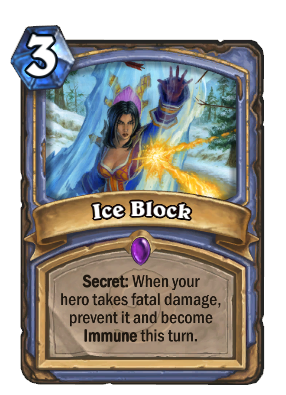 3
Ice Block
Secret: When your
hero takes fatal damage,
prevent it and become
Immune this turn.